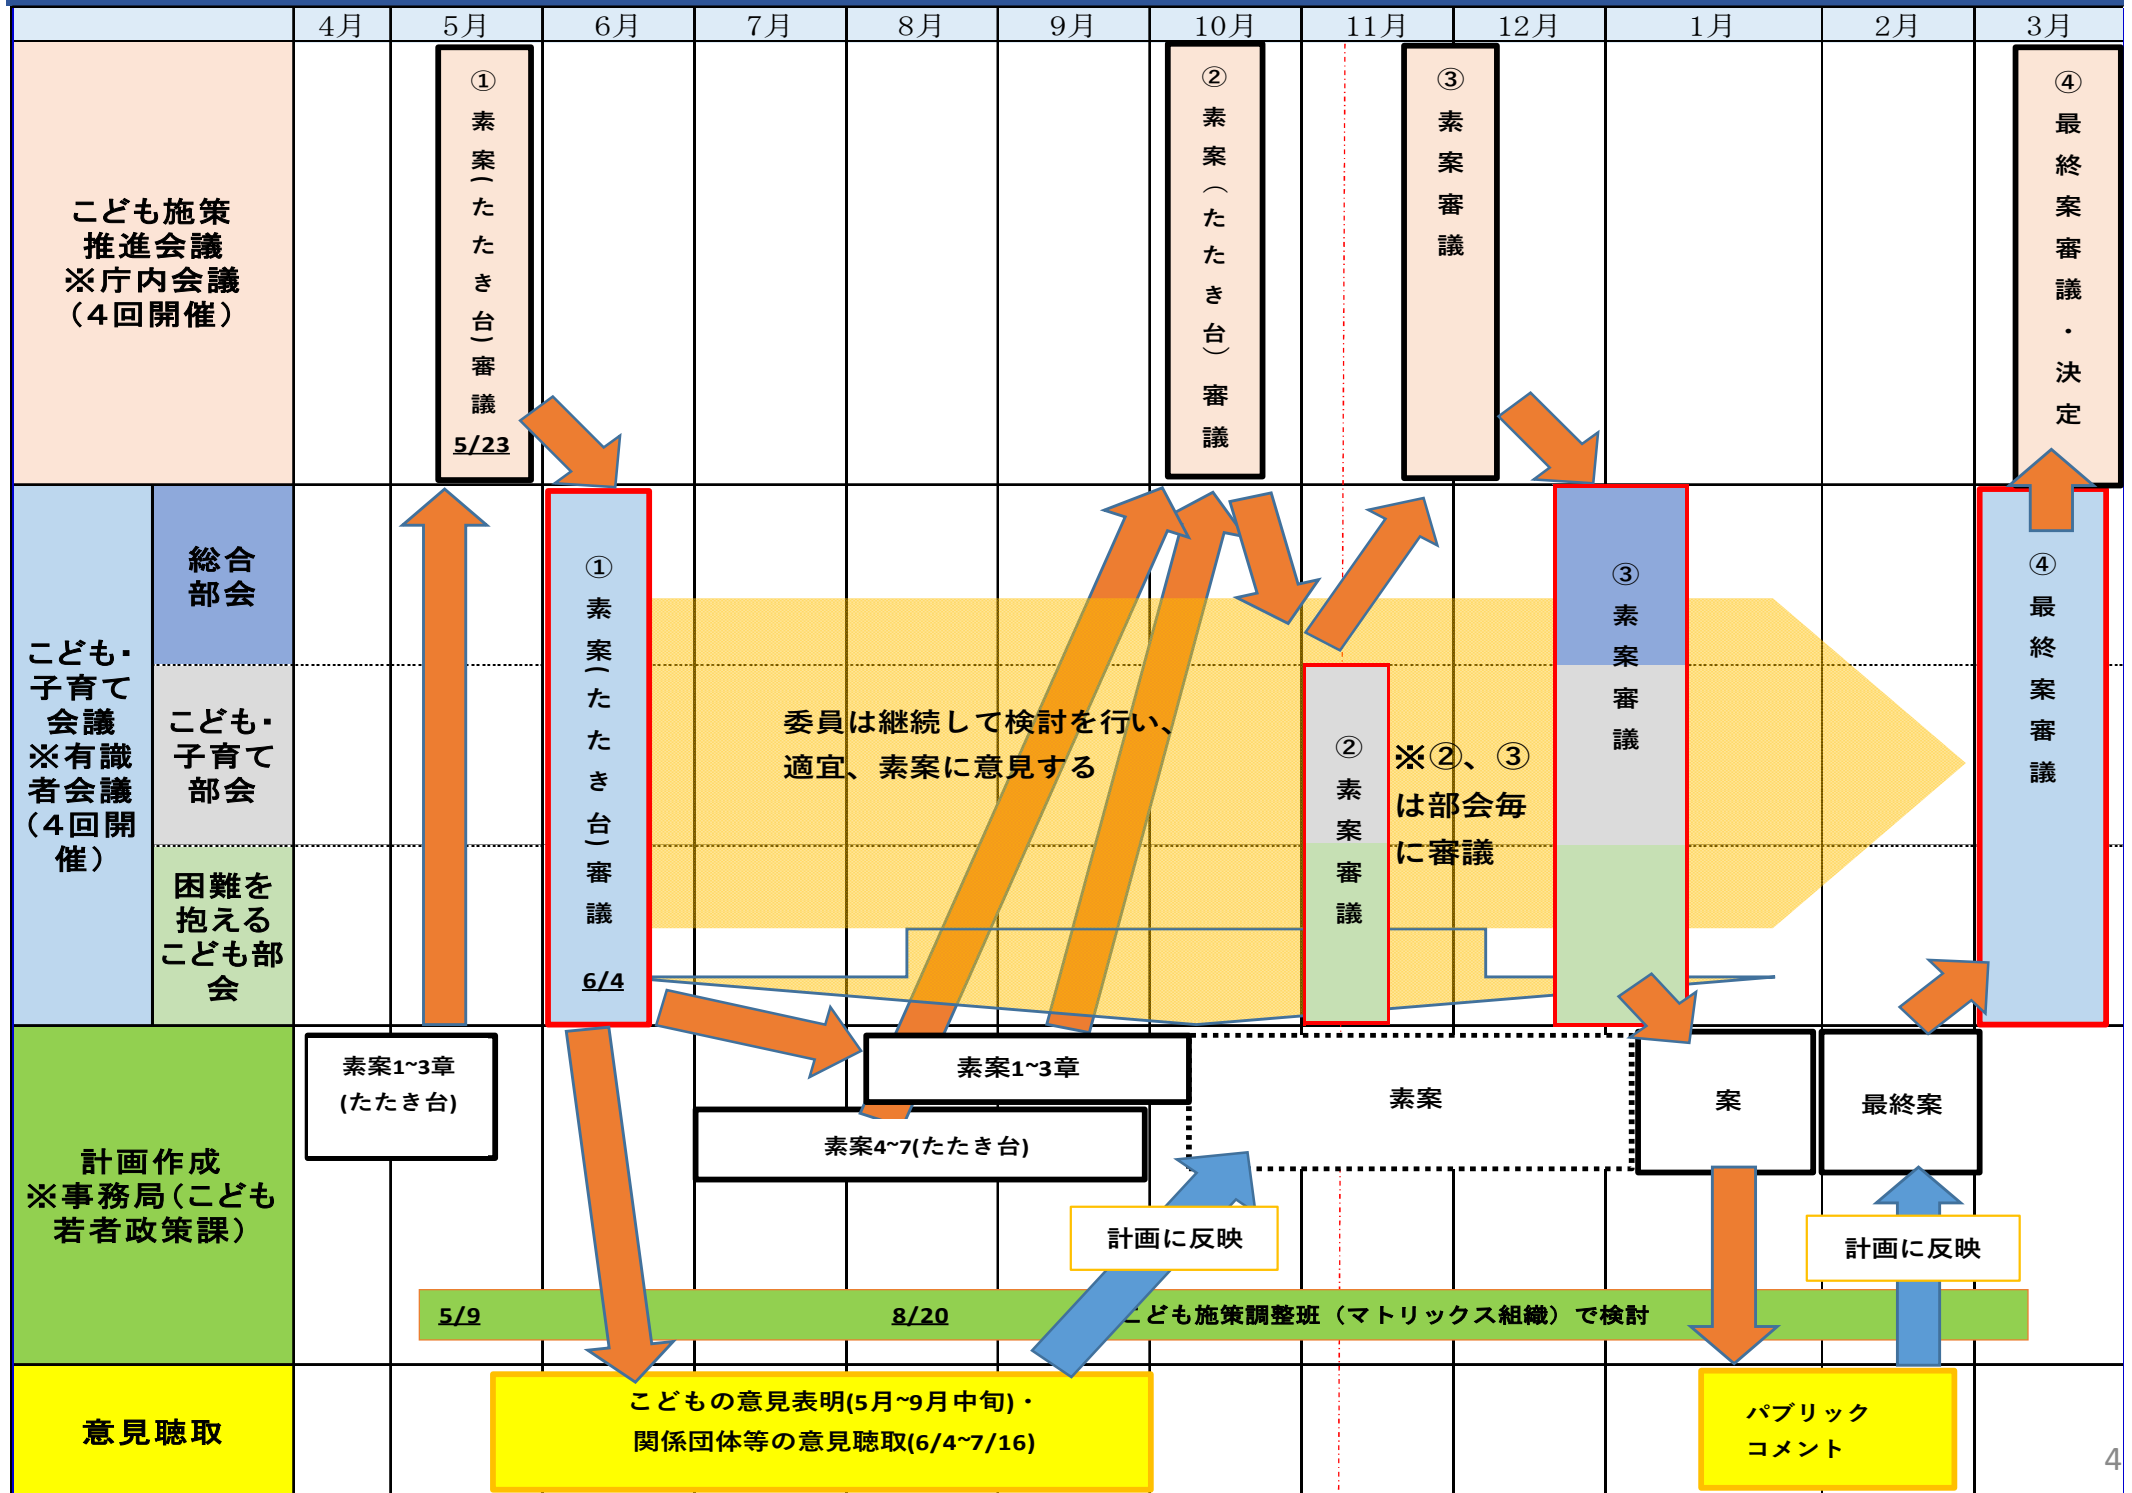 4月 5月 6月 7月 8月 9月 10月 11月 12月 1月 2月 3月
こども施策
推進会議
※庁内会議
(4回開催)
①素案(たたき台)審議
5/23
②素案(たたき台)審議
③素案審議
④最終案審議・決定
こども・
子育て
会議
※有識
者会議
(4回開
催)
総合
部会
こども・
子育て
部会
困難を
抱える
こども部
会
①素案(たたき台)審議
6/4
委員は継続して検討を行い、
適宜、素案に意見する
②素案審議
※②、③
は部会毎
に審議
③素案審議
④最終案審議
計画作成
※事務局(こども
若者政策課)
素案1~3章
(たたき台)
素案1~3章
素案4~7(たたき台)
素案
案
最終案
計画に反映
計画に反映
5/9 8/20 こども施策調整班(マトリックス組織)で検討
意見聴取
こどもの意見表明(5月~9月中旬)・
関係団体等の意見聴取(6/4~7/16)
パブリック
コメント
4